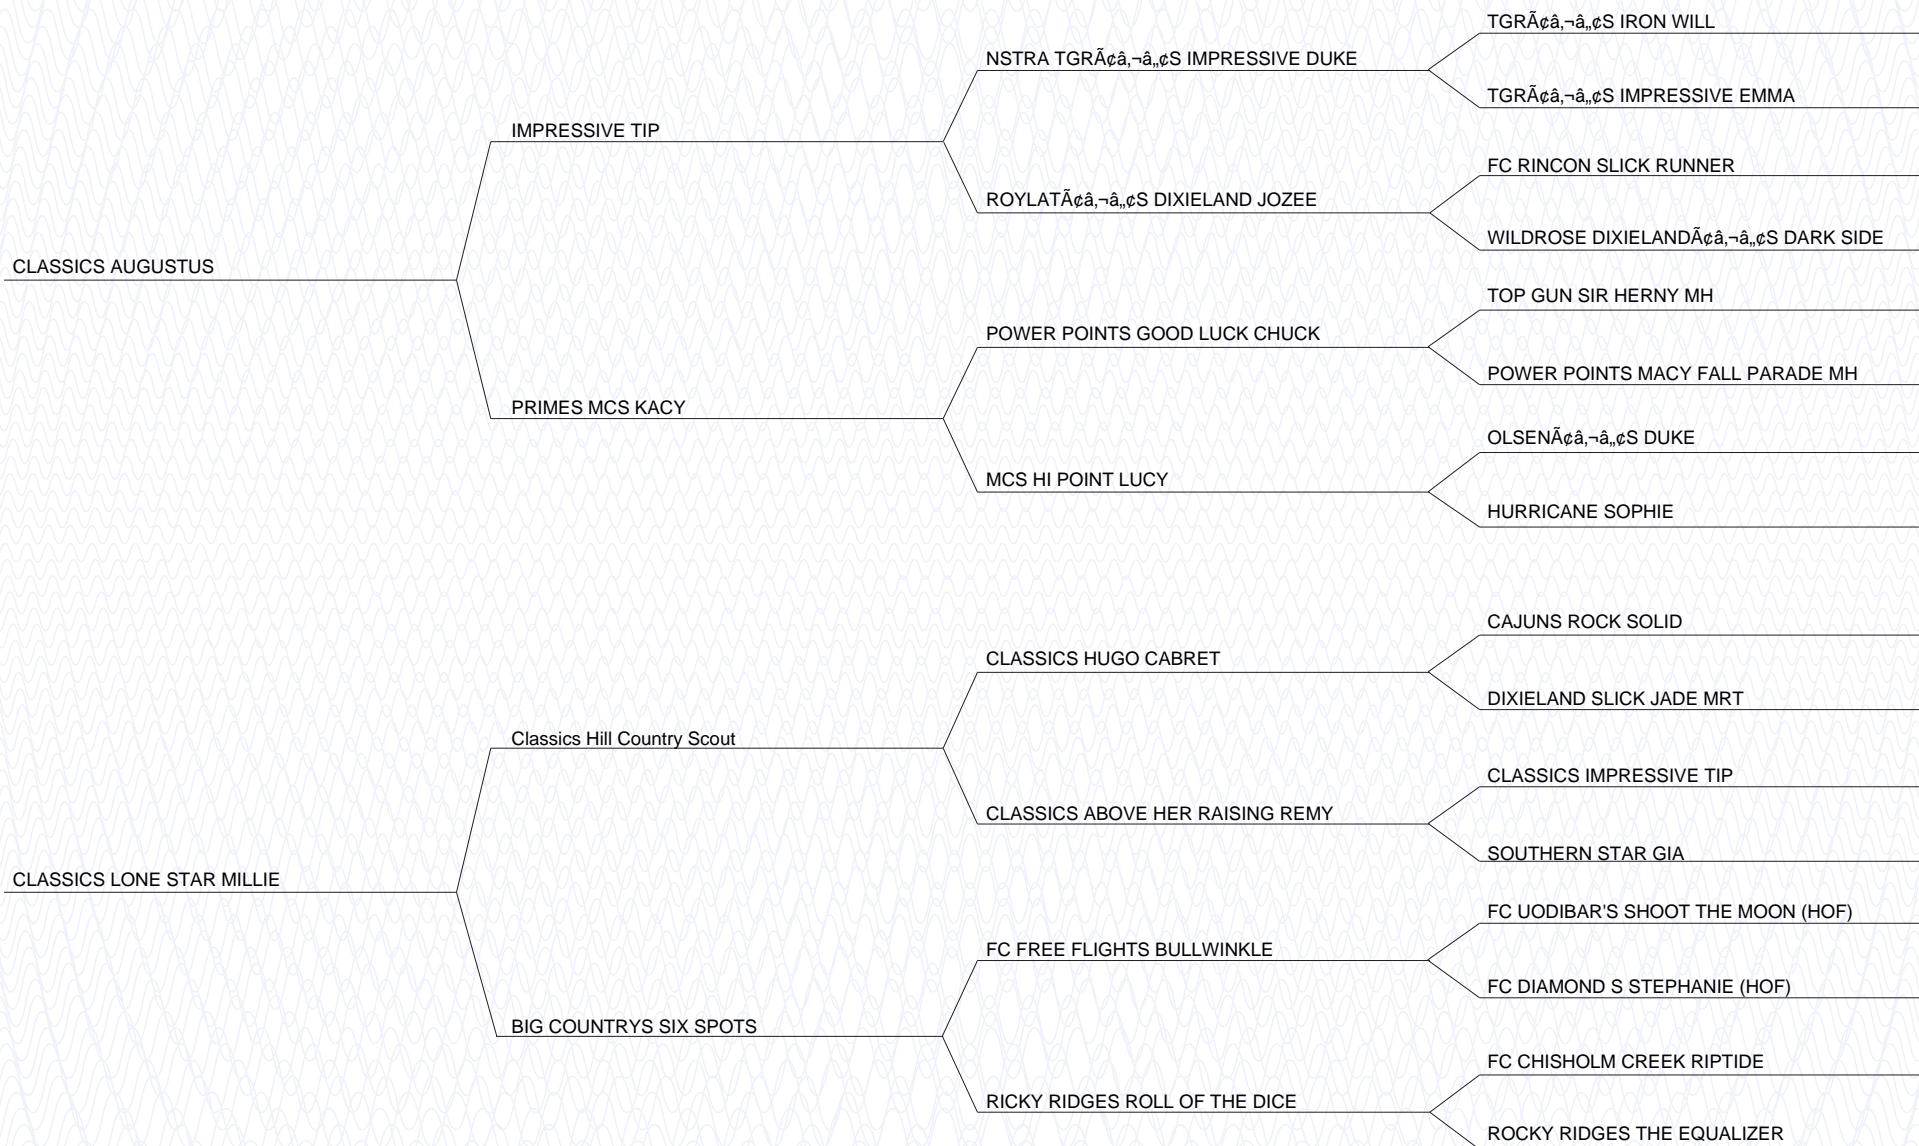 TGRÃ¢â‚¬â„¢S IRON WILL
NSTRA TGRÃ¢â‚¬â„¢S IMPRESSIVE DUKE
TGRÃ¢â‚¬â„¢S IMPRESSIVE EMMA
IMPRESSIVE TIP
FC RINCON SLICK RUNNER
ROYLATÃ¢â‚¬â„¢S DIXIELAND JOZEE
WILDROSE DIXIELANDÃ¢â‚¬â„¢S DARK SIDE
CLASSICS AUGUSTUS
TOP GUN SIR HERNY MH
POWER POINTS GOOD LUCK CHUCK
POWER POINTS MACY FALL PARADE MH
PRIMES MCS KACY
OLSENÃ¢â‚¬â„¢S DUKE
MCS HI POINT LUCY
HURRICANE SOPHIE
CAJUNS ROCK SOLID
CLASSICS HUGO CABRET
DIXIELAND SLICK JADE MRT
Classics Hill Country Scout
CLASSICS IMPRESSIVE TIP
CLASSICS ABOVE HER RAISING REMY
SOUTHERN STAR GIA
CLASSICS LONE STAR MILLIE
FC UODIBAR'S SHOOT THE MOON (HOF)
FC FREE FLIGHTS BULLWINKLE
FC DIAMOND S STEPHANIE (HOF)
BIG COUNTRYS SIX SPOTS
FC CHISHOLM CREEK RIPTIDE
RICKY RIDGES ROLL OF THE DICE
ROCKY RIDGES THE EQUALIZER